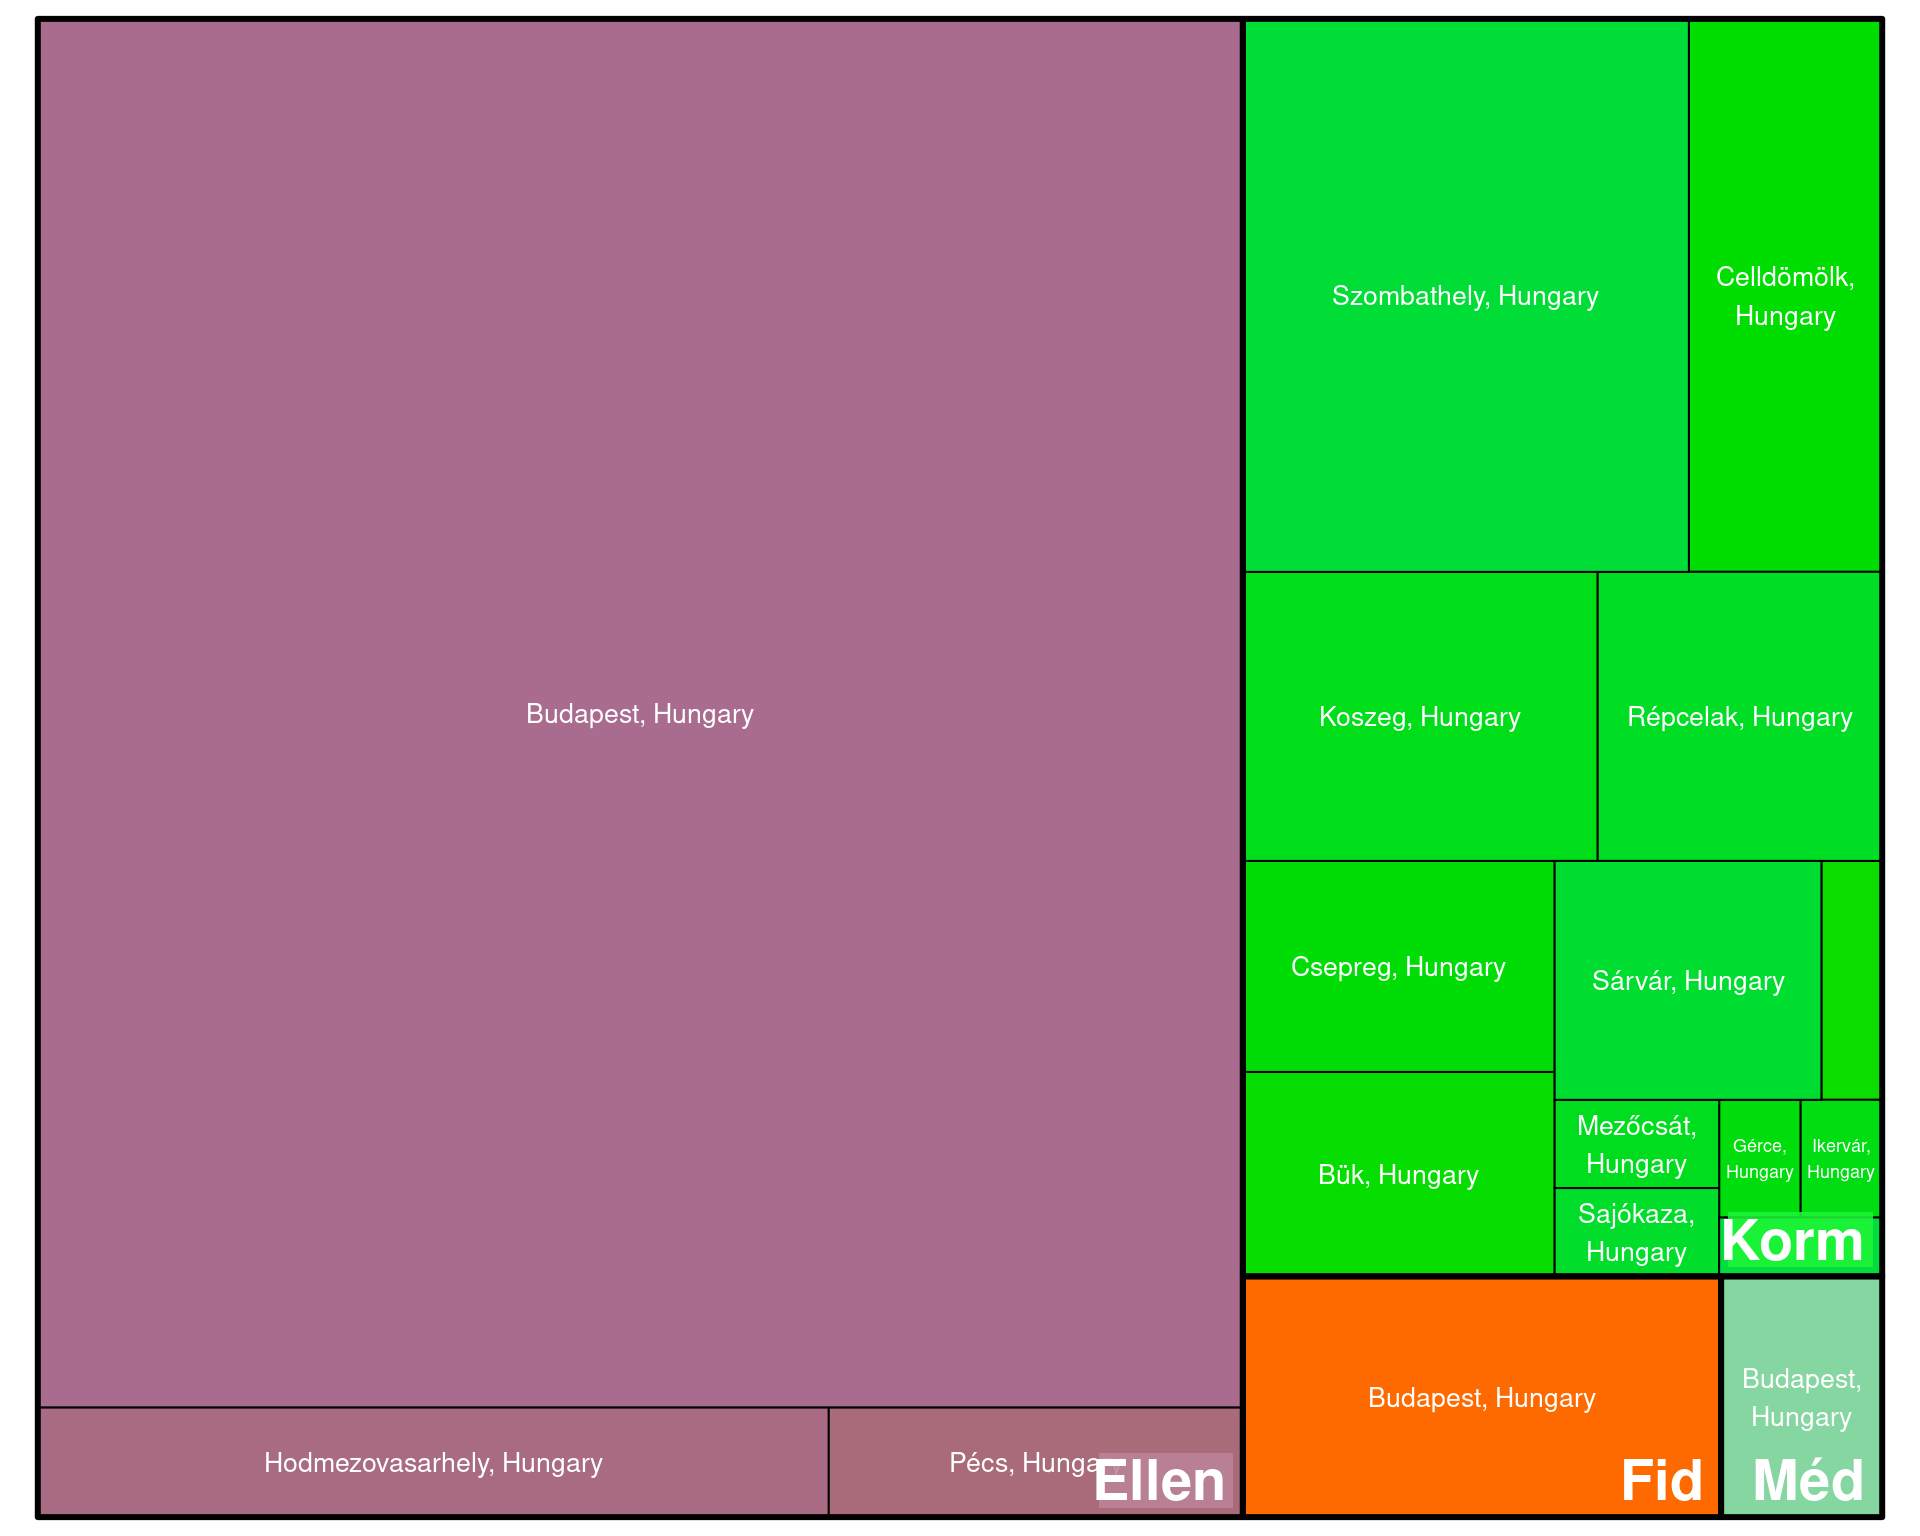 Budapest, Hungary
Hodmezovasarhely, Hungary
Pécs, Hungary
Ellen
Szombathely, Hungary
Celldömölk,
Hungary
Koszeg, Hungary
Répcelak, Hungary
Csepreg, Hungary
Sárvár, Hungary
Bük, Hungary
Mezőcsát,
Hungary
Gérce,
Hungary
Ikervár,
Hungary
Sajókaza,
Hungary
Korm
Budapest, Hungary
Fid
Budapest,
Hungary
Méd